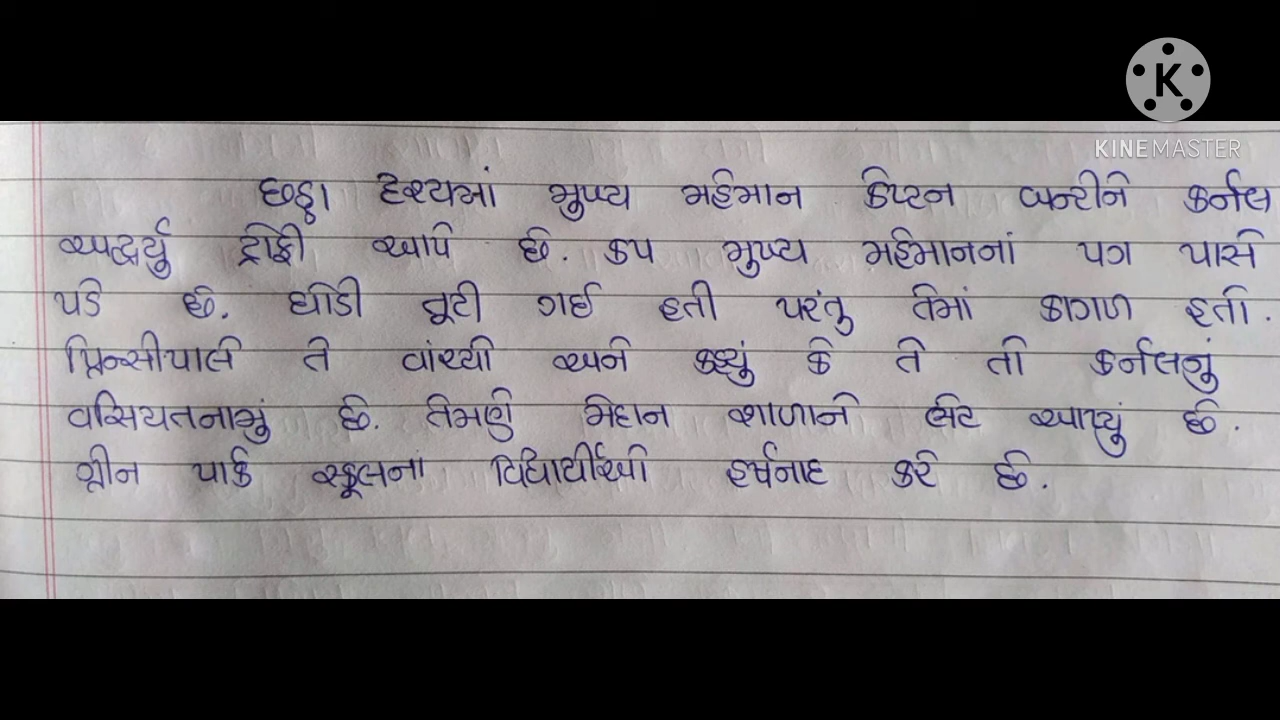 K
KINEMASTER
છઠ્ઠા દૃશ્યમાં મુખ્ય મહેમાન કેપ્ટન બન્ટીને કર્નલ
સ્પર્દ્ધા ટ્રોફી આપે છે. કપ મુખ્ય મહેમાનનાં પગ પાસે
પડે છે. ઘોડી તૂટી ગઈ હતી પરંતુ તેમાં કાગળ હતો.
પ્રિન્સીપાલે તે વાંચ્યો અને કહ્યું કે તે તો કર્નલનું
વસિયતનામું છે. તેમણે મેદાન શાળાને ભેટ આપ્યું છે.
ગ્રીન પાર્ક સ્કૂલનાં વિદ્યાર્થીઓ હર્ષનાદ કરે છે.